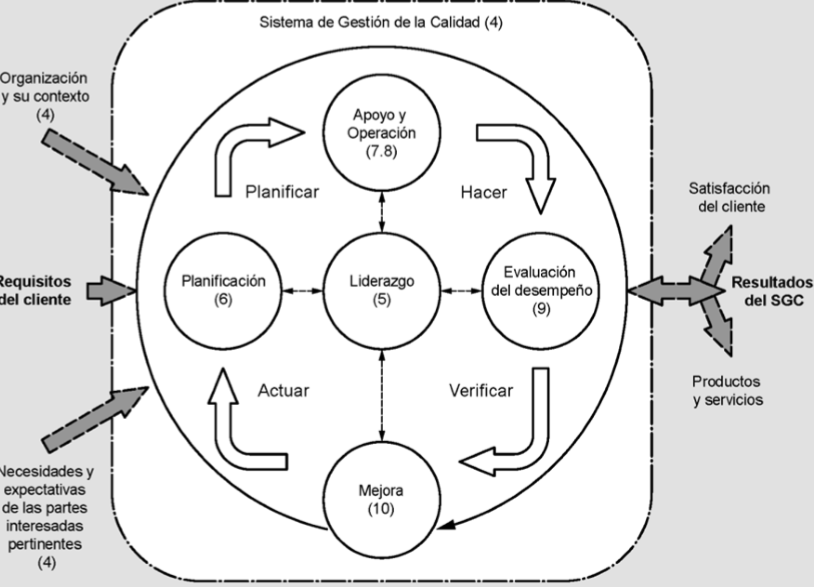 Sistema de Gestión de la Calidad (4)
Organización
y su contexto
(4)
Apoyo y
Operación
(7.8)
Planificar
Hacer
Satisfacción
del cliente
Requisitos
del cliente
Planificación
(6)
Liderazgo
(5)
Evaluación
del desempeño
(9)
Resultados
del SGC
Actuar
Verificar
Productos
y servicios
Necesidades y
expectativas
de las partes
interesadas
pertinentes
(4)
Mejora
(10)